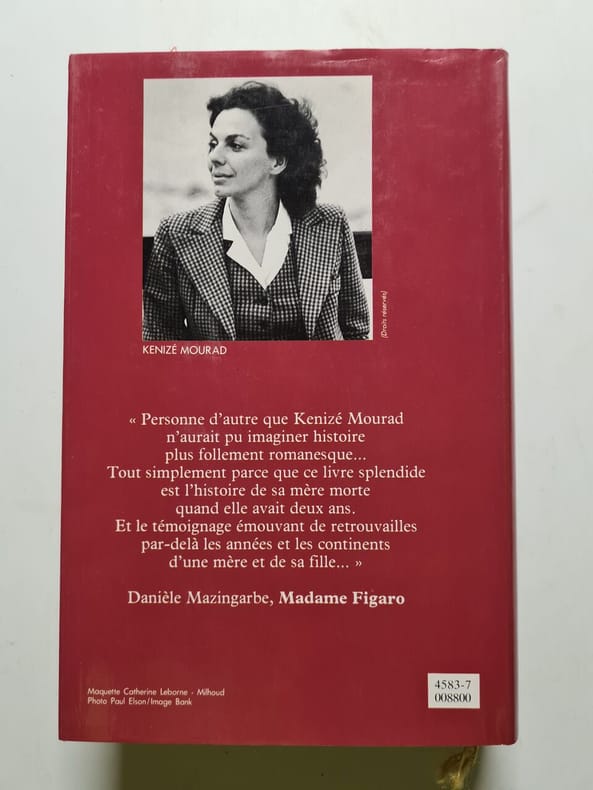 (Droits réservés)
KENIZÉ MOURAD
« Personne d'autre que Kenizé Mourad
n'aurait pu imaginer histoire
plus follement romanesque...
Tout simplement parce que ce livre splendide
est l'histoire de sa mère morte
quand elle avait deux ans.
Et le témoignage émouvant de retrouvailles
par-delà les années et les continents
d'une mère et de sa fille... »
Danièle Mazingarbe, Madame Figaro
Maquette Catherine Leborne - Milhoud
Photo Paul Elson/Image Bank
4583-7
008800